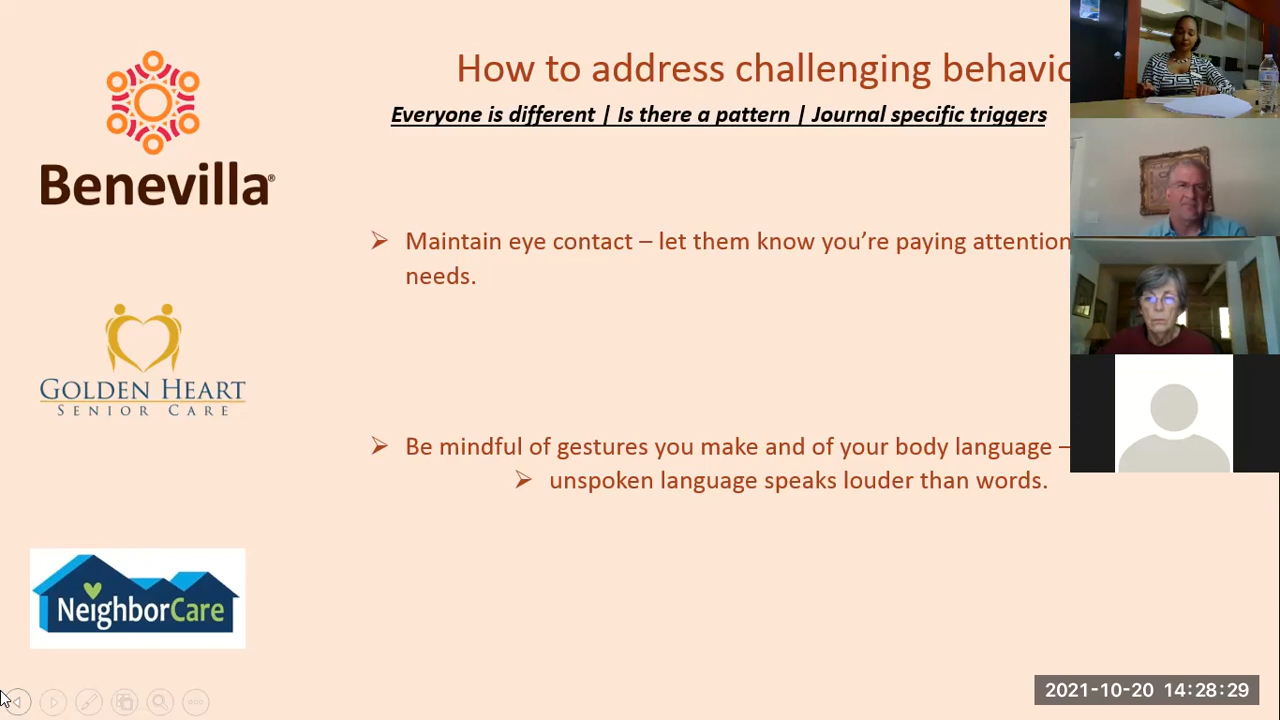 How to address challenging behavio
Everyone is different | Is there a pattern | Journal specific triggers
Benevilla®
➢ Maintain eye contact – let them know you’re paying attention
needs.
GOLDEN HEART
SENIOR CARE
➢ Be mindful of gestures you make and of your body language –
➢ unspoken language speaks louder than words.
NeighborCare
2021-10-20 14:28:29